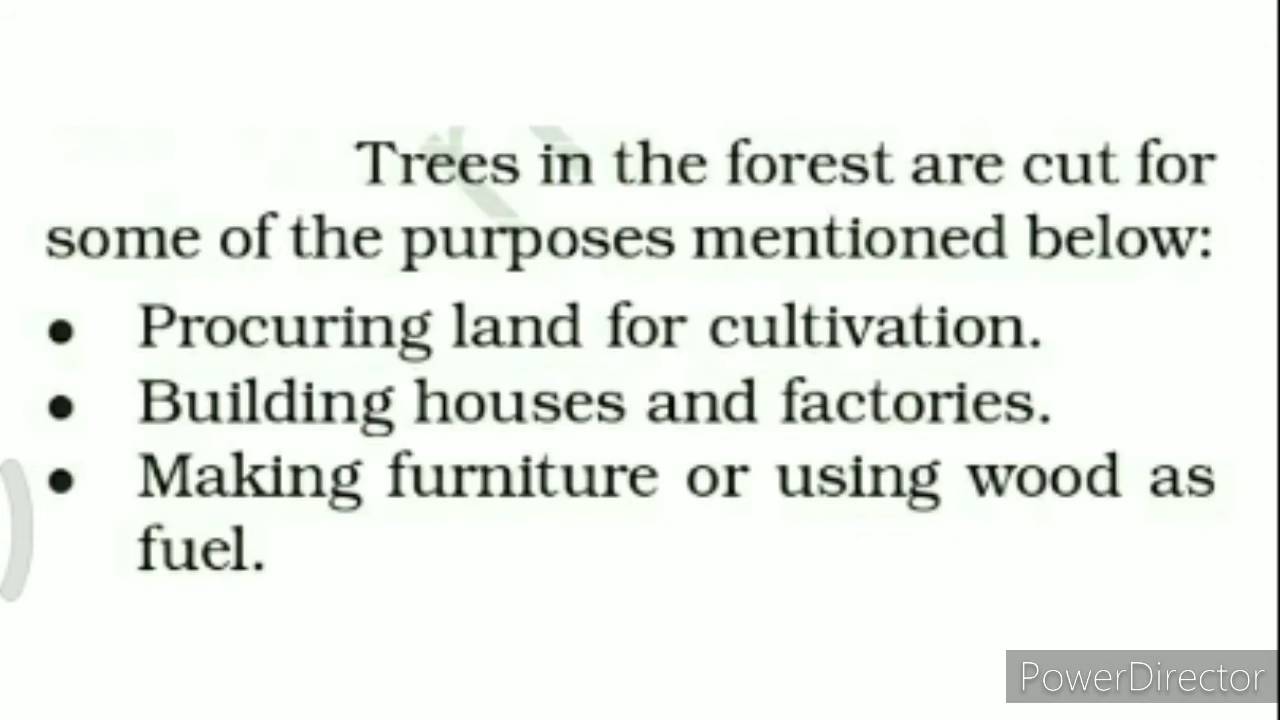 Trees in the forest are cut for
some of the purposes mentioned below:
● Procuring land for cultivation.
● Building houses and factories.
● Making furniture or using wood as
fuel.
PowerDirector